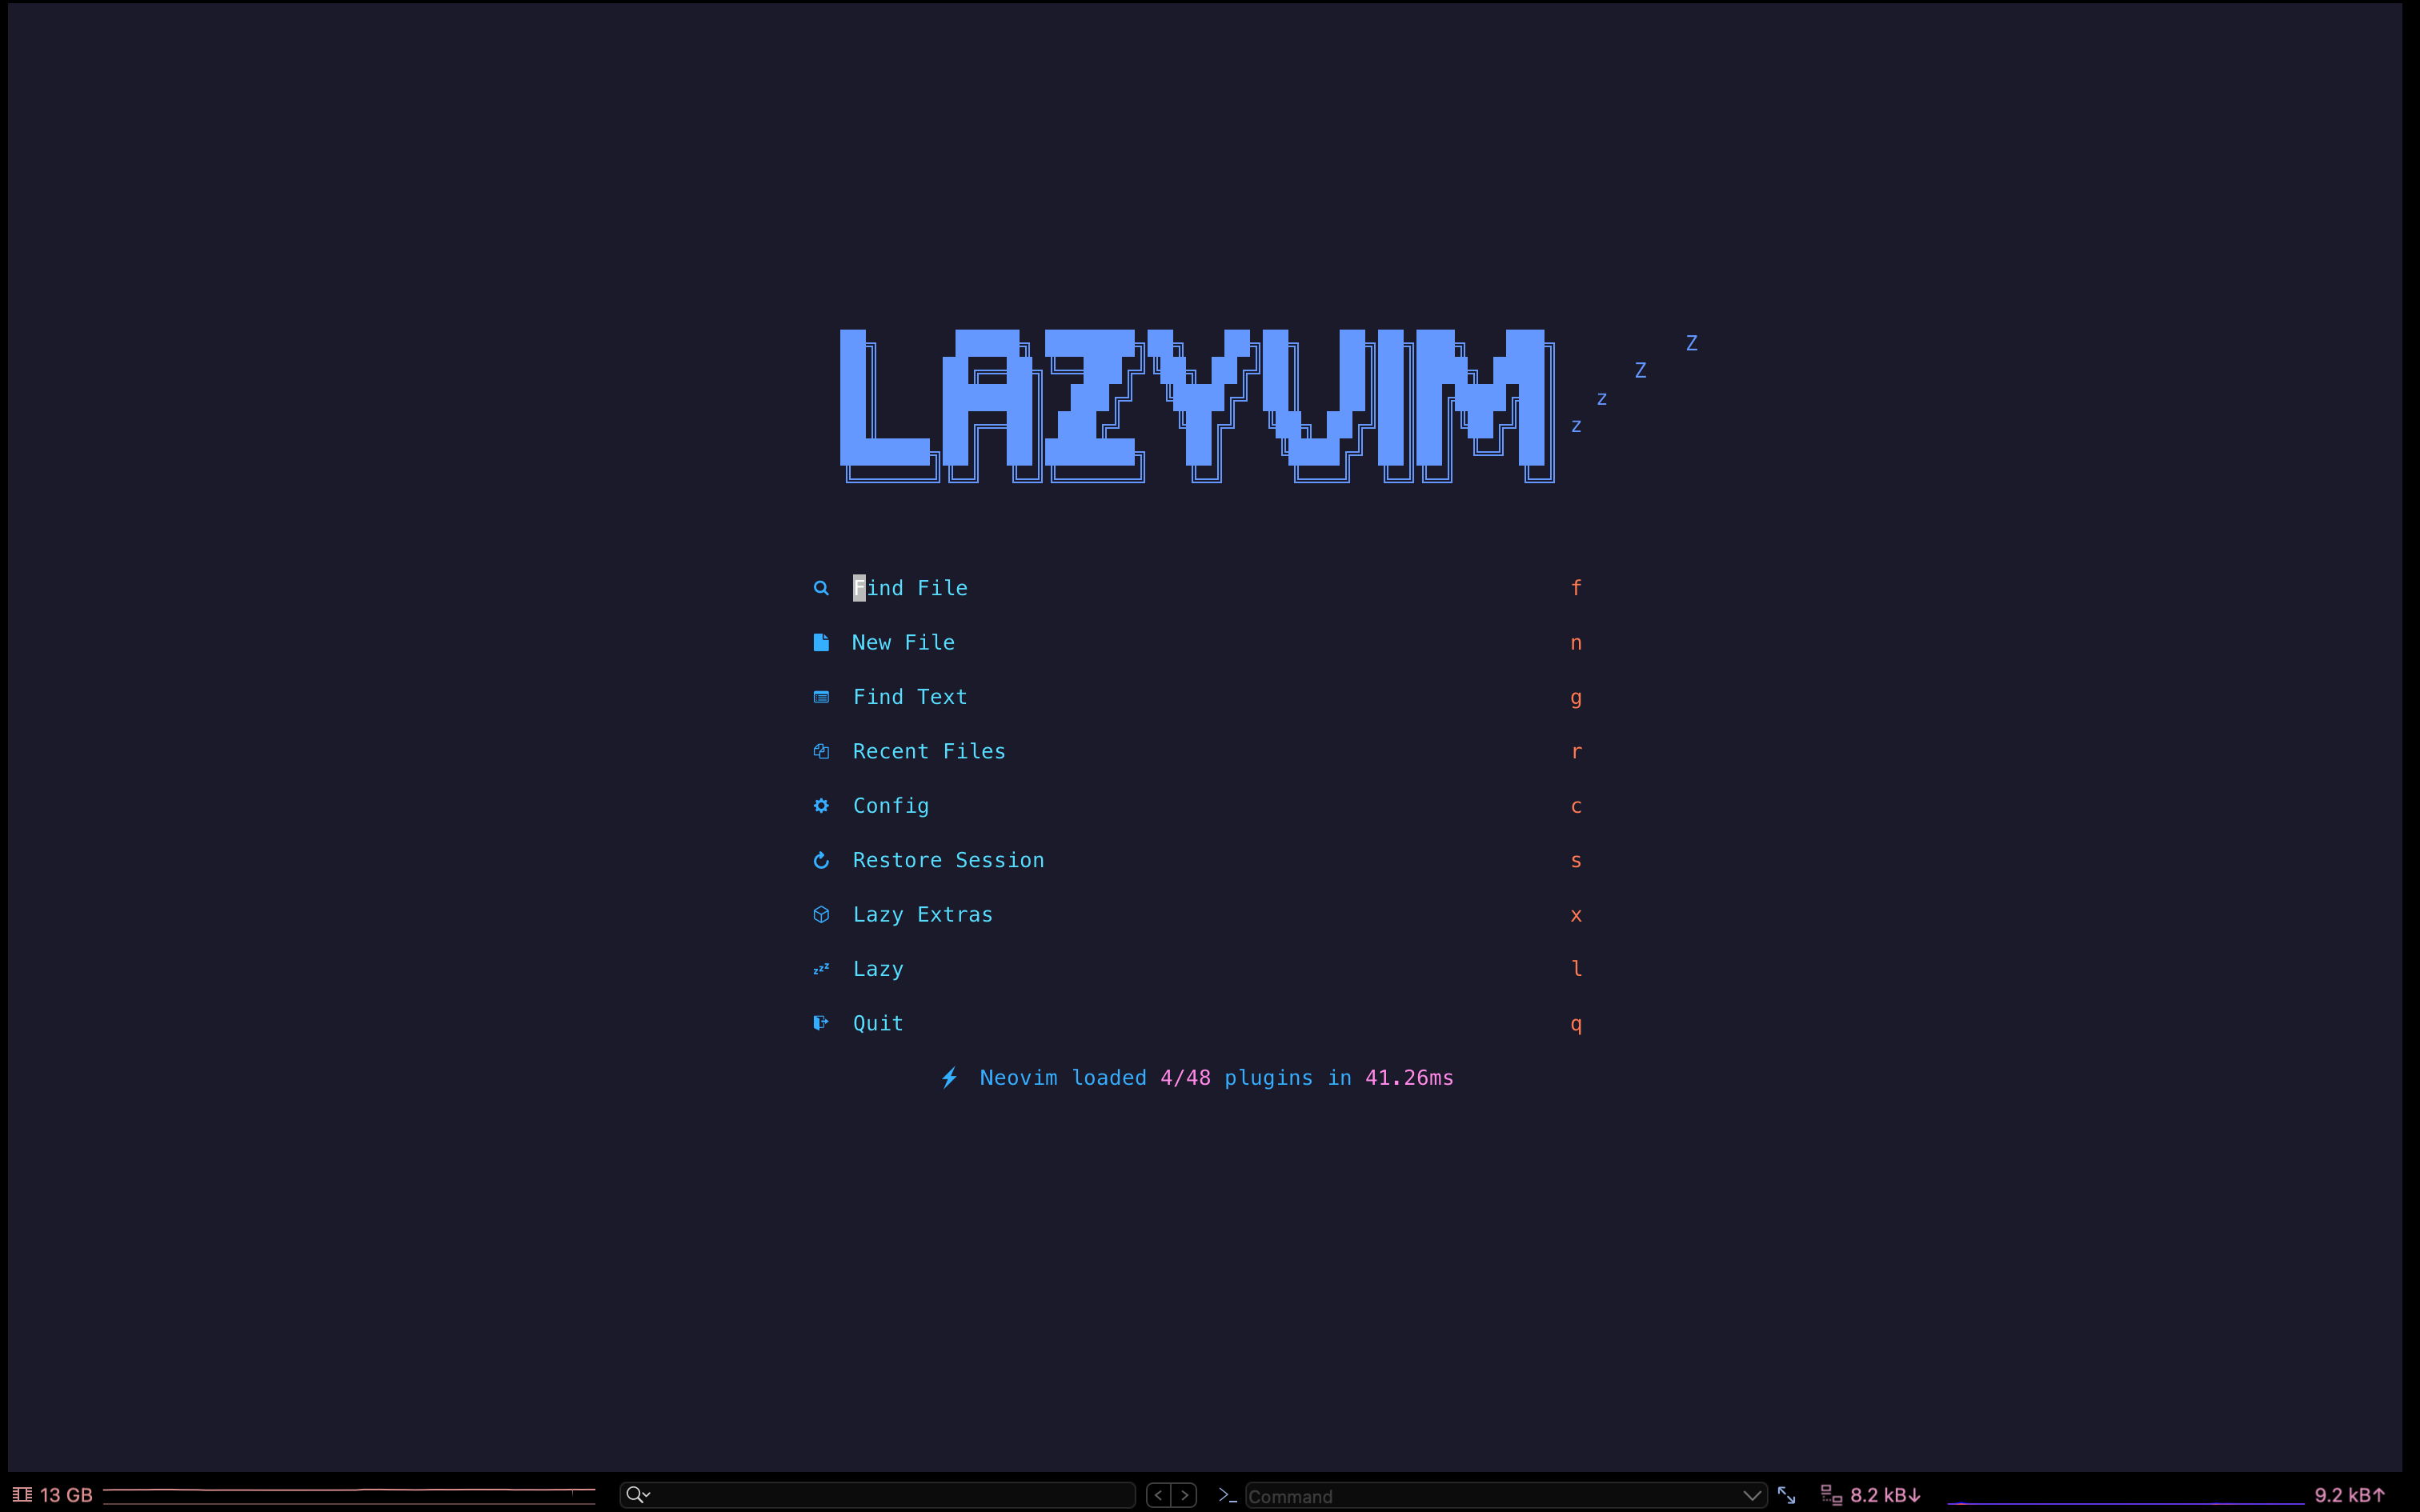 LAZYVIM
Z
Z
z
z
Find File f
New File n
Find Text g
Recent Files r
Config c
Restore Session s
Lazy Extras x
zzz Lazy l
Quit q
Neovim loaded 4/48 plugins in 41.26ms
13 GB >_ Command 8.2 kB↓ 9.2 kB↑